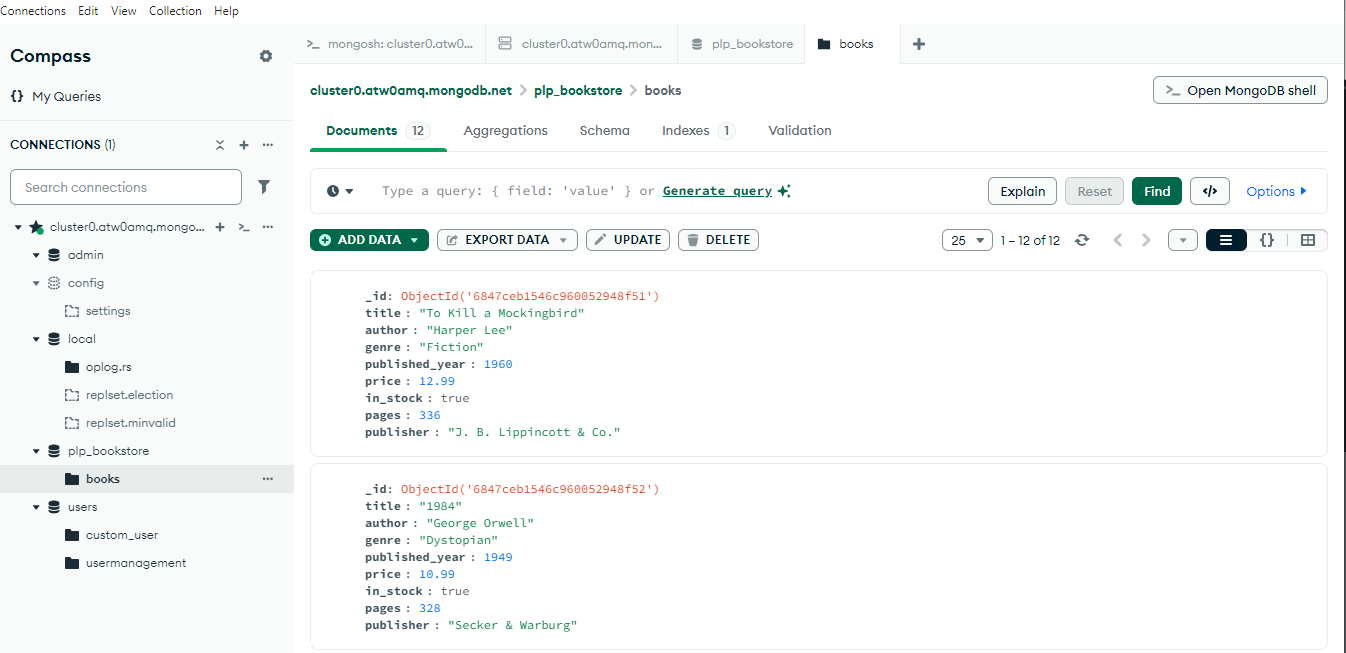 Connections Edit View Collection Help
Compass
{} My Queries
CONNECTIONS (1)
Search connections
cluster0.atw0amq.mongo...
admin
config
settings
local
oplog.rs
replset.election
replset.minvalid
plp_bookstore
books
users
custom_user
usermanagement
>_ mongosh: cluster0.atw0... cluster0.atw0amq.mon... plp_bookstore books +
cluster0.atw0amq.mongodb.net > plp_bookstore > books
>_ Open MongoDB shell
Documents 12 Aggregations Schema Indexes 1 Validation
Type a query: { field: 'value' } or Generate query
Explain Reset Find </> Options
ADD DATA EXPORT DATA UPDATE DELETE
25 1 – 12 of 12 {}
_id: ObjectId('6847ceb1546c960052948f51')
title : "To Kill a Mockingbird"
author : "Harper Lee"
genre : "Fiction"
published_year : 1960
price : 12.99
in_stock : true
pages : 336
publisher : "J. B. Lippincott & Co."
_id: ObjectId('6847ceb1546c960052948f52')
title : "1984"
author : "George Orwell"
genre : "Dystopian"
published_year : 1949
price : 10.99
in_stock : true
pages : 328
publisher : "Secker & Warburg"